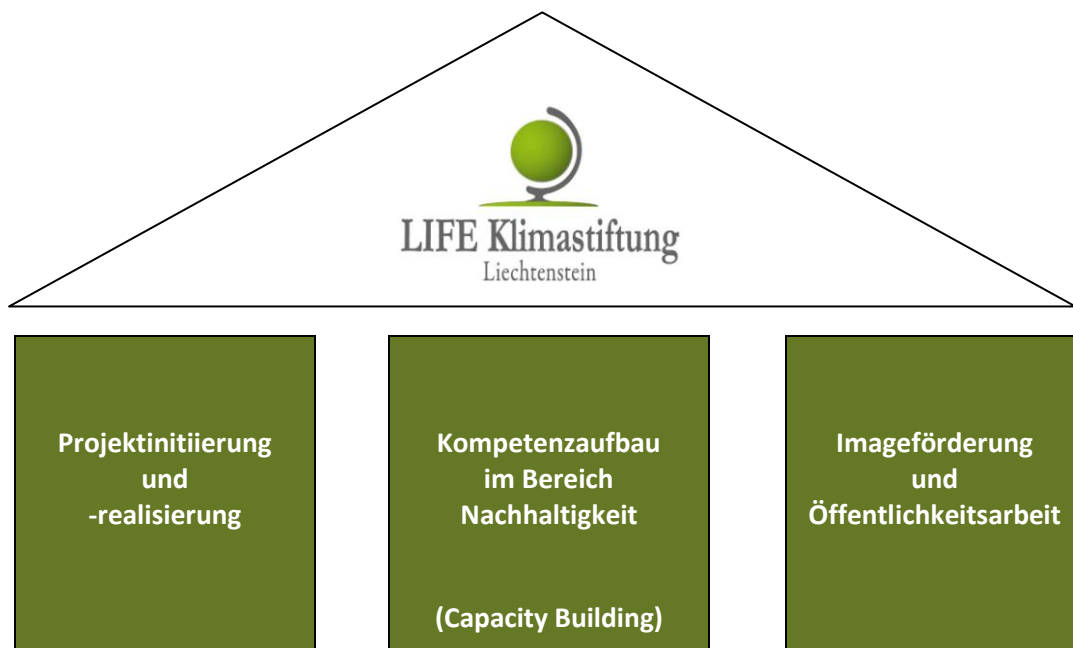 LIFE Klimastiftung
Liechtenstein
Projektinitiierung
und
-realisierung
Kompetenzaufbau
im Bereich
Nachhaltigkeit
(Capacity Building)
Imageförderung
und
Öffentlichkeitsarbeit